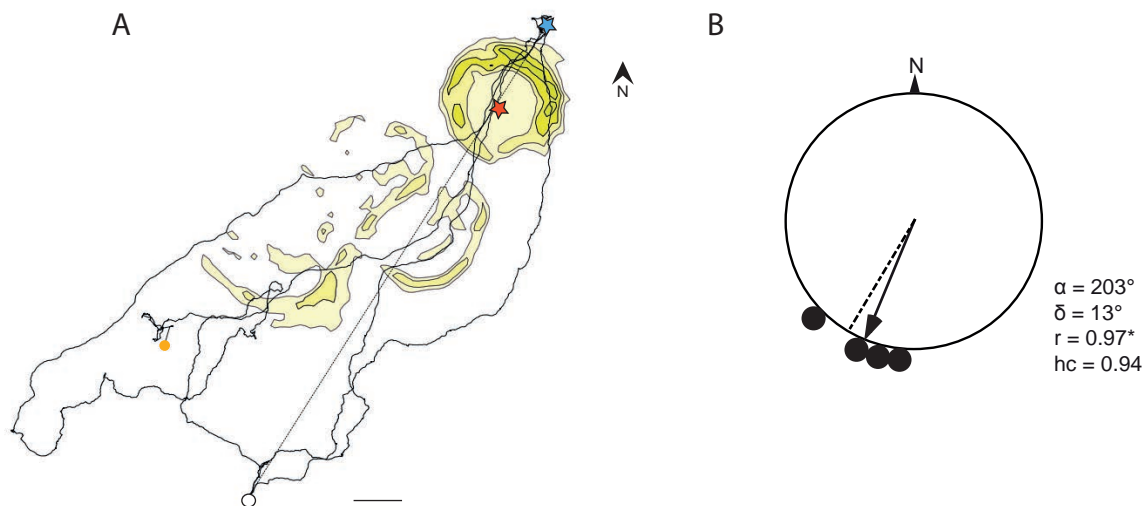 A
N
B
N
α = 203°
δ = 13°
r = 0.97*
hc = 0.94